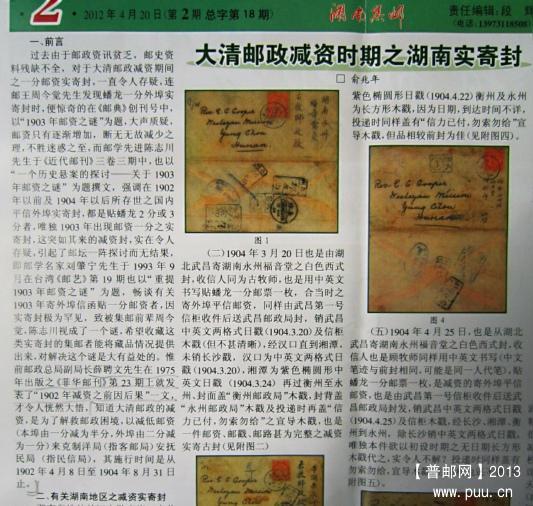 2
2012年4月20日(第2期 总字第18期)
湖南集邮
责任编辑:段 辉
(电话:13973118508)
大清邮政减资时期之湖南实寄封
□ 俞兆年
一.前言
过去由于邮政资讯贫乏，邮史资
料残缺不全，对于大清邮政减资期间
之一分邮资实寄封，一直令人存疑，连
邮王周今觉先生发现蟠龙一分外埠实
寄封时，便惊奇的在《邮典》创刊号中，
以“1903年邮资之谜”为题，大声质疑，
邮资只有逐渐增加，断无无故减少之
理，不胜迷惑之至，而邮学先进陈志川
先生于《近代邮刊》三卷三期中，也以
“一个历史悬案的探讨——关于1903
年邮资之谜”为题撰文，强调在1902
年以前及1904年以后所存世之国内
平信外埠实寄封，都是贴蟠龙2分或3
分者，唯独1903年出现邮资一分之实
寄封，这突如其来的减资封，实在令人
存疑，引起了邮坛一阵探讨而无结果，
即邮学名家刘肇宁先生于1993年9
月在台湾《邮艺》第19期也以“重提
1903年邮资之谜”为题，畅谈有关
1903年寄外埠信函贴一分邮资者，因
实寄封极为罕见，致被集邮前辈周今
觉，陈志川视成了一个谜，希望收藏这
类实寄封的集邮者能将藏品情况提供
出来，对解决这个谜是大有益处的。惟
前邮政总局副局长薛聘文先生在1975
年出版之《菲华邮刊》第23期上就发
表了“1902年减资之前因后果”一文，
才令人恍然大悟，知道大清邮政的减
资，是为了解救邮政困境，以减低邮资
(本埠由一分减为半分，外埠由二分减
为一分)来克制洋局(指客邮局)安抚
民局(指信局)，其施行时间是从
1902年4月8日至1904年8月31日
止。
二.有关湖南地区之减资实寄封
图1
(二)1904年3月20日也是由湖
北武昌寄湖南永州福音堂之白色西式
封，收信人同为古牧师，也是用中英文
书写贴蟠龙一分邮票一枚，合当时之
寄外埠平信邮资，同样由武昌第一号
信柜收件后送武昌邮政局封，销武昌
中英文两格式日戳(1904.3.20)及信柜
木戳(但不甚清晰)，经汉口直到湘潭，
未销长沙戳，汉口为中英文两格式日
戳(1904.3.20)，湘潭为紫色椭圆形中
英文日戳(1904.3.24)再过衡州至永
州，封面盖“衡州邮政局”木戳，封背盖
“永州邮政局”木戳及投递时再盖“信
力已付，勿索勿给”之宣导木戳，也是
一件邮资、邮戳、邮路甚为完整之减资
实寄古封(见附图二)
紫色椭圆形日戳(1904.4.22)衡州及永州
为长方形木戳，因为日期，到达时间不详，
投递时同样盖“信力已付，勿索勿给”宣
导木戳，但品相较前封为佳(见附图四)。
图4
(五)1904年4月25日，也是从湖北
武昌寄湖南永州福音堂之白色西式封，
收信人也是顾牧师同样用中英文书写(中文
笔迹与前封相同，可能是同一人代笔)贴
蟠龙一分邮票一枚，是减资的寄外埠平信
邮资，也是由武昌第一号信柜收件后送武
昌邮政局封发，销武昌中英文两格式日戳
(1904.4.25)及信柜木戳，经长沙、湘潭、衡
州到永州，除长沙销中英文两格式日戳，
Rev. E. C. Cooper
Wesleyan Mission
Yung Chou
Hunan
【普邮网】2013
www.puu.cn